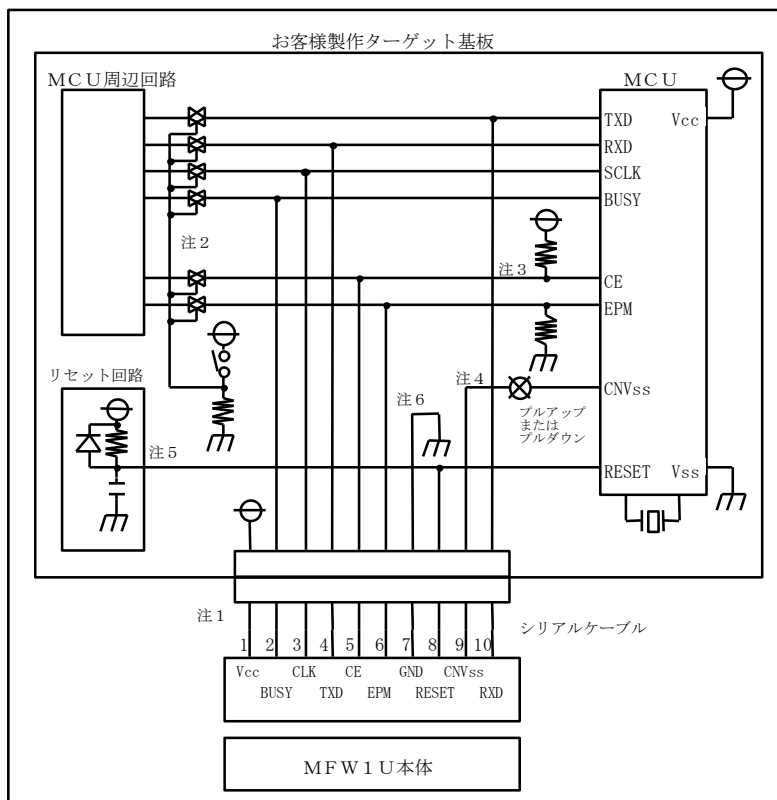 お客様製作ターゲット基板
MCU周辺回路
MCU
TXD
Vcc
RXD
SCLK
BUSY
注2
注3
CE
EPM
リセット回路
注4
CNVss
注6
プルアップ
または
プルダウン
注5
RESET
Vss
注1
シリアルケーブル
1 2 3 4 5 6 7 8 9 10
Vcc CLK CE GND CNVss
BUSY TXD EPM RESET RXD
MFW1U本体